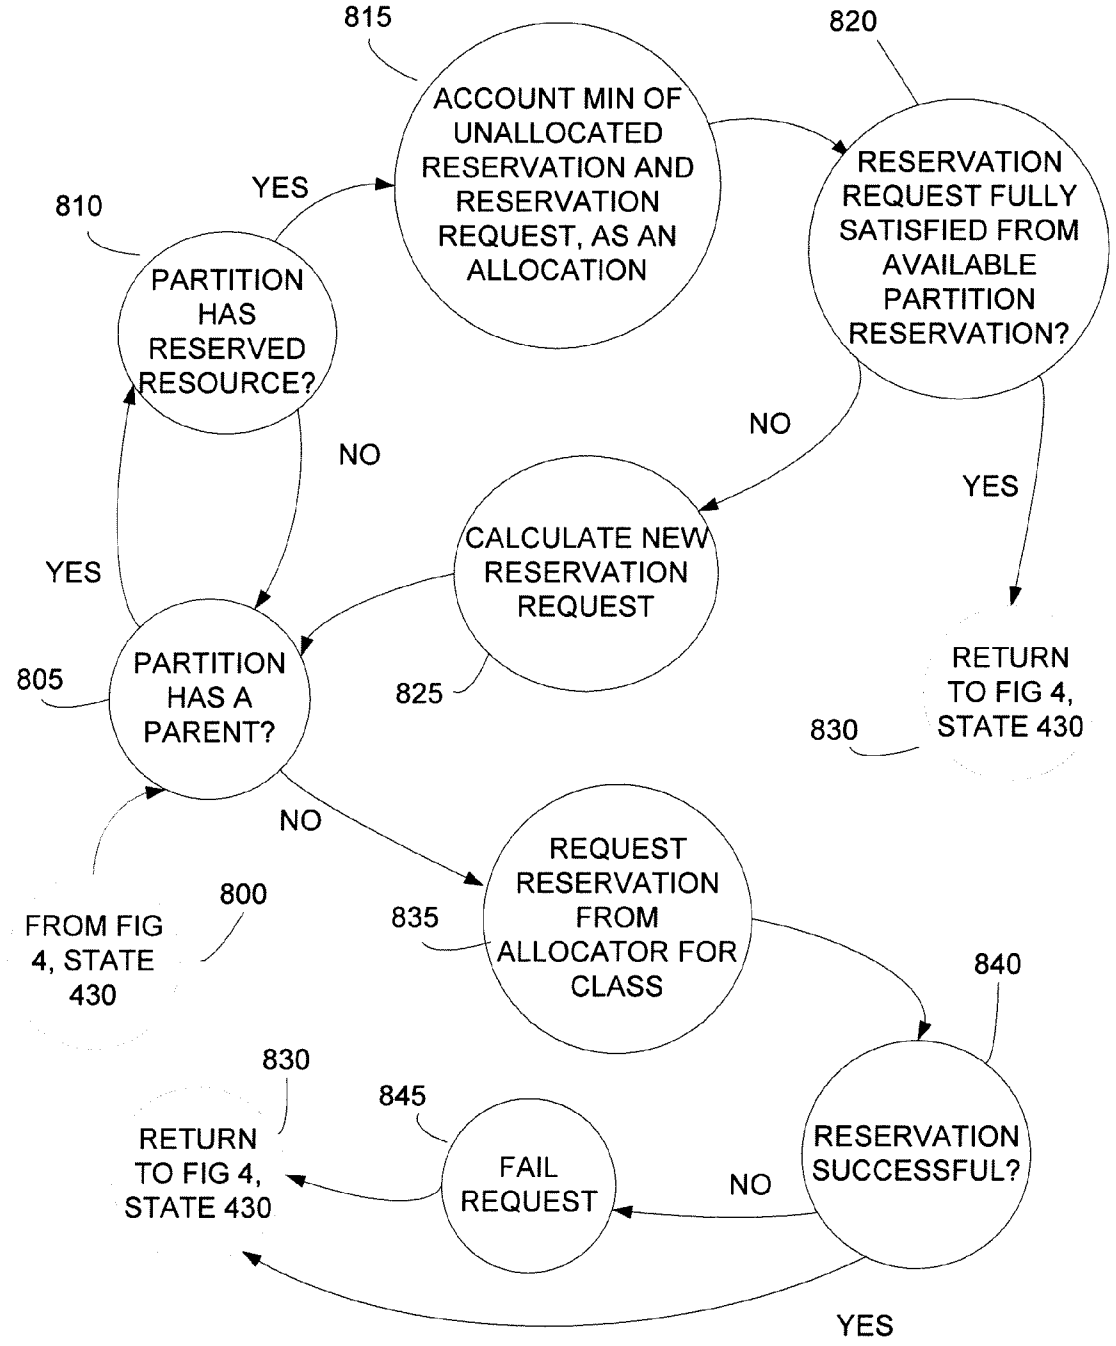 815
820
ACCOUNT MIN OF
UNALLOCATED
RESERVATION AND
RESERVATION
REQUEST, AS AN
ALLOCATION
RESERVATION
REQUEST FULLY
SATISFIED FROM
AVAILABLE
PARTITION
RESERVATION?
YES
810
PARTITION
HAS
RESERVED
RESOURCE?
NO
NO
YES
YES
CALCULATE NEW
RESERVATION
REQUEST
825
805
PARTITION
HAS A
PARENT?
RETURN
TO FIG 4,
STATE 430
830
NO
REQUEST
RESERVATION
FROM
ALLOCATOR FOR
CLASS
835
800
FROM FIG
4, STATE
430
840
830
845
RETURN
TO FIG 4,
STATE 430
FAIL
REQUEST
NO
RESERVATION
SUCCESSFUL?
YES